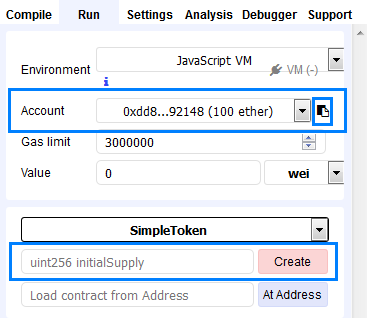 Compile Run Settings Analysis Debugger Support
Environment JavaScript VM VM (-)
i
Account 0xdd8...92148 (100 ether)
Gas limit 3000000
Value 0 wei
SimpleToken
uint256 initialSupply Create
Load contract from Address At Address